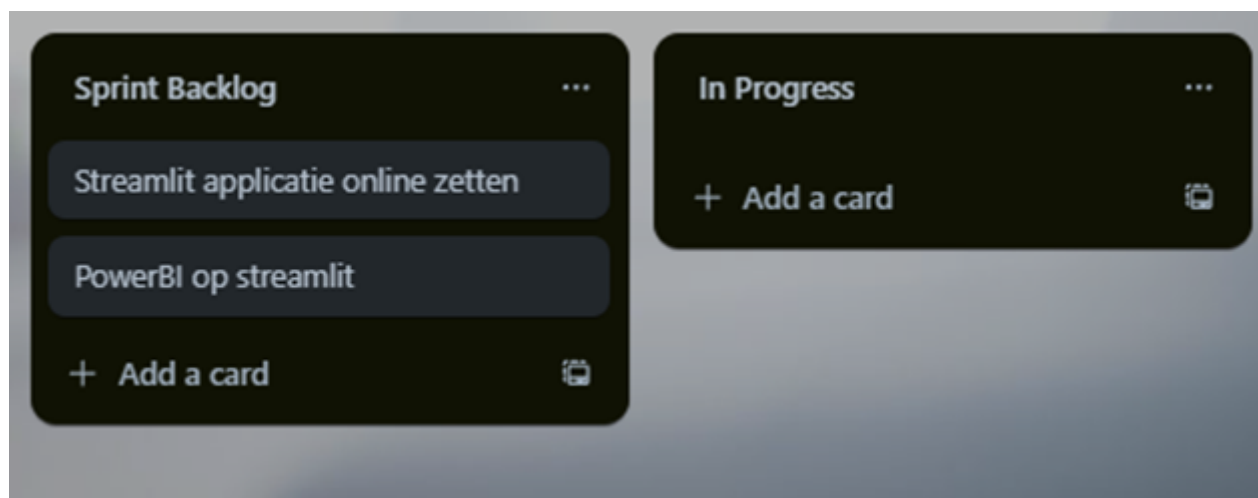 Sprint Backlog
Streamlit applicatie online zetten
PowerBI op streamlit
+ Add a card
In Progress
+ Add a card